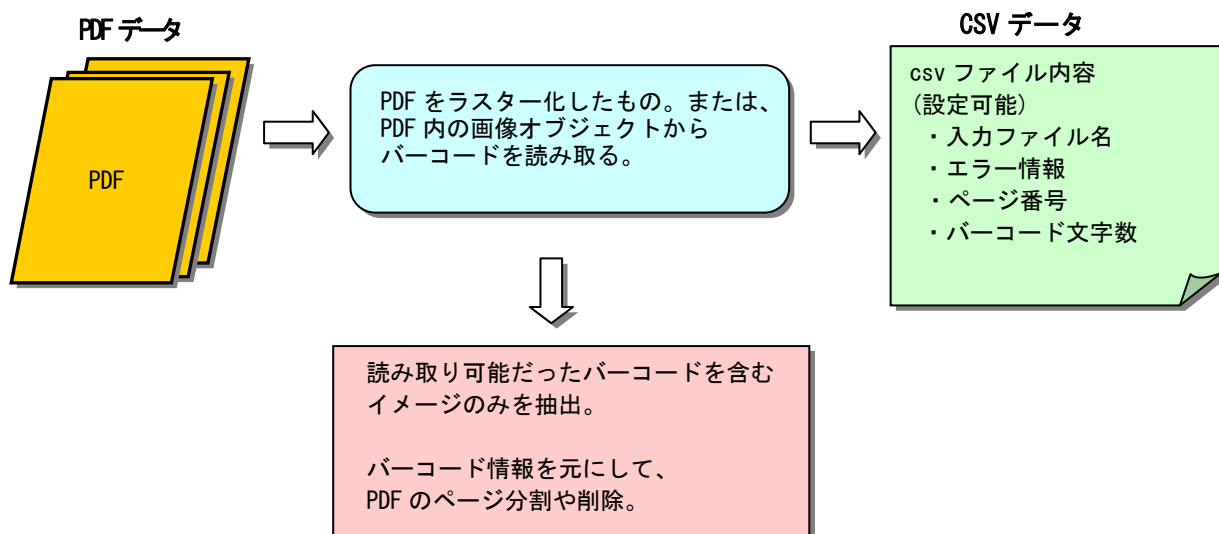 PDF データ
PDF
PDF をラスター化したもの。または、
PDF 内の画像オブジェクトから
バーコードを読み取る。
CSV データ
csv ファイル内容
(設定可能)
・入力ファイル名
・エラー情報
・ページ番号
・バーコード文字数
読み取り可能だったバーコードを含む
イメージのみを抽出。
バーコード情報を元にして、
PDF のページ分割や削除。